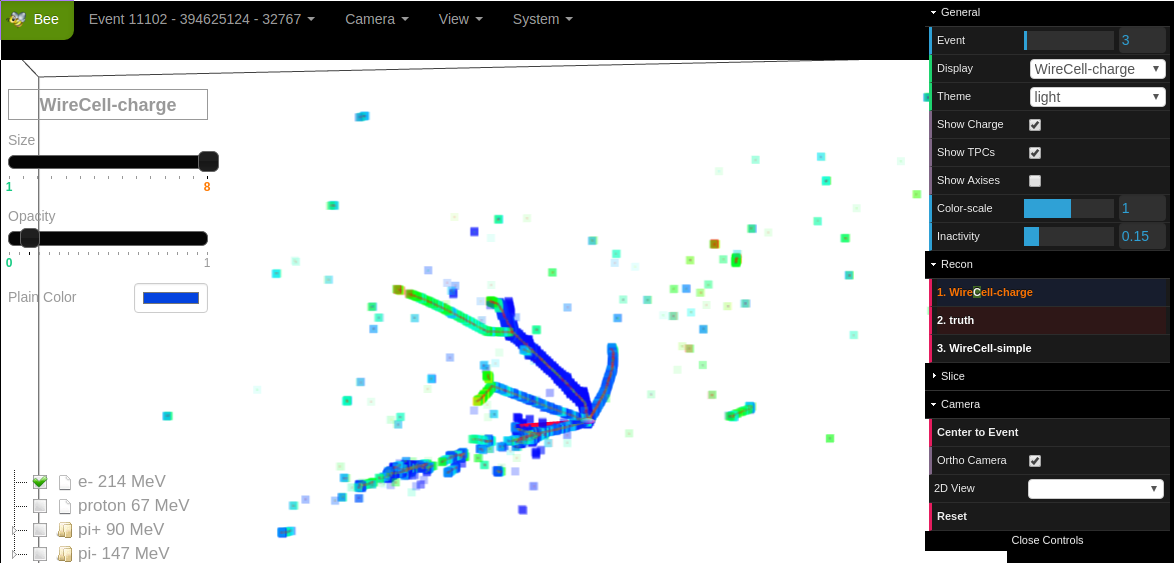 Bee
Event 11102 - 394625124 - 32767
Camera
View
System
WireCell-charge
Size
1
8
Opacity
0
1
Plain Color
e- 214 MeV
proton 67 MeV
pi+ 90 MeV
pi- 147 MeV
General
Event 3
Display WireCell-charge
Theme light
Show Charge
Show TPCs
Show Axises
Color-scale 1
Inactivity 0.15
Recon
1. WireCell-charge
2. truth
3. WireCell-simple
Slice
Camera
Center to Event
Ortho Camera
2D View
Reset
Close Controls